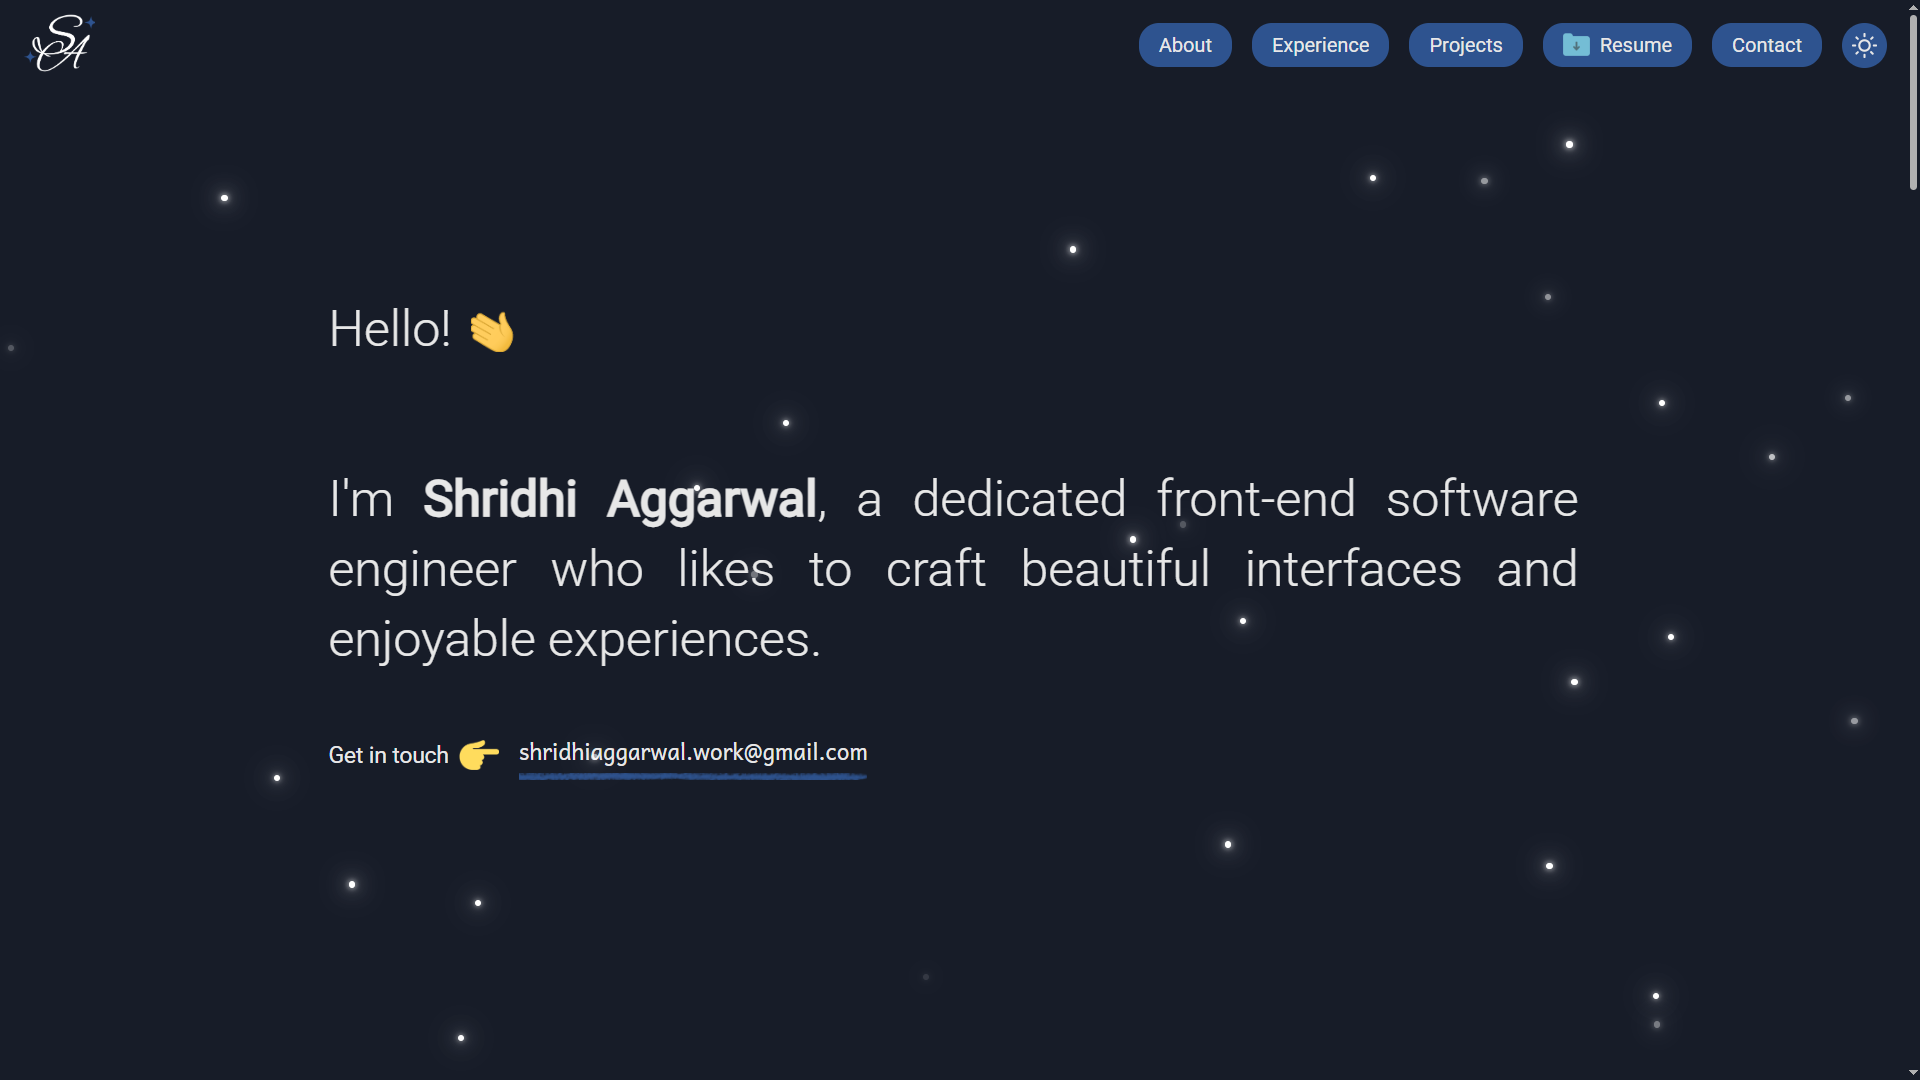 SA
About
Experience
Projects
Resume
Contact
Hello! 👋
I'm Shridhi Aggarwal, a dedicated front-end software
engineer who likes to craft beautiful interfaces and
enjoyable experiences.
Get in touch 👉 shridhiaggarwal.work@gmail.com